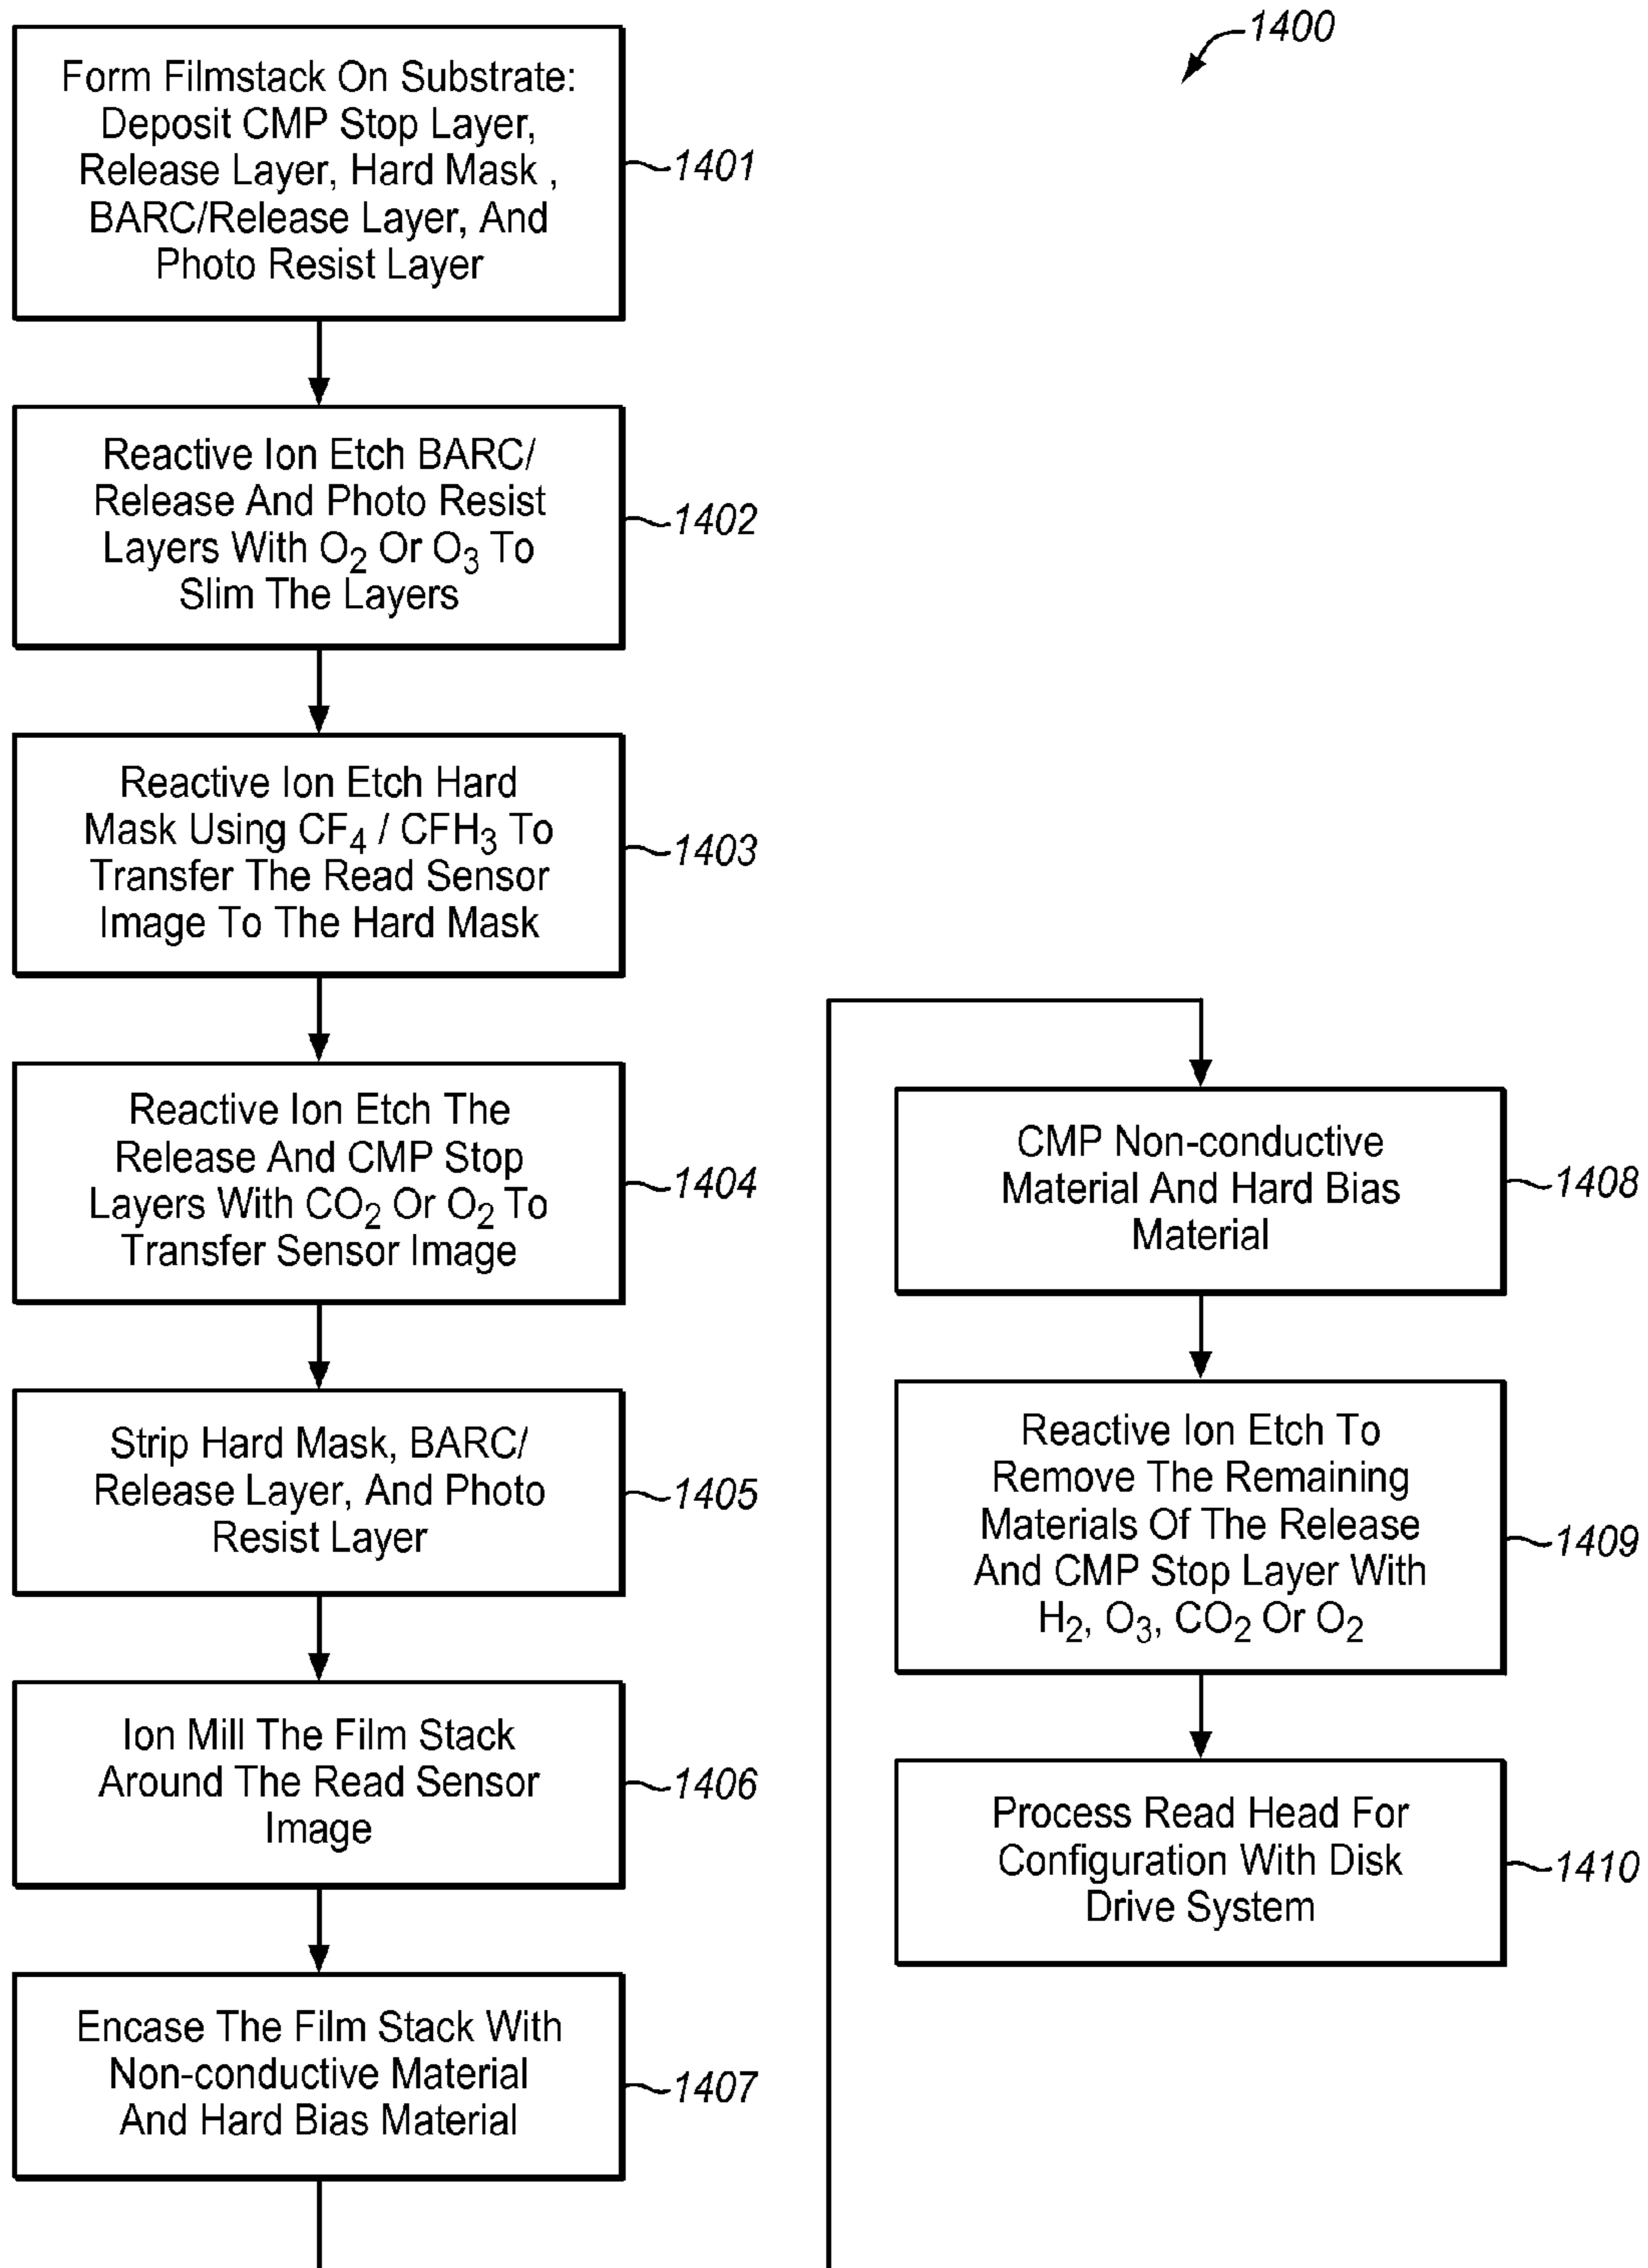 1400
Form Filmstack On Substrate:
Deposit CMP Stop Layer,
Release Layer, Hard Mask ,
BARC/Release Layer, And
Photo Resist Layer
1401
Reactive Ion Etch BARC/
Release And Photo Resist
Layers With O₂ Or O₃ To
Slim The Layers
1402
Reactive Ion Etch Hard
Mask Using CF₄ / CFH₃ To
Transfer The Read Sensor
Image To The Hard Mask
1403
Reactive Ion Etch The
Release And CMP Stop
Layers With CO₂ Or O₂ To
Transfer Sensor Image
1404
Strip Hard Mask, BARC/
Release Layer, And Photo
Resist Layer
1405
Ion Mill The Film Stack
Around The Read Sensor
Image
1406
Encase The Film Stack With
Non-conductive Material
And Hard Bias Material
1407
CMP Non-conductive
Material And Hard Bias
Material
1408
Reactive Ion Etch To
Remove The Remaining
Materials Of The Release
And CMP Stop Layer With
H₂, O₃, CO₂ Or O₂
1409
Process Read Head For
Configuration With Disk
Drive System
1410